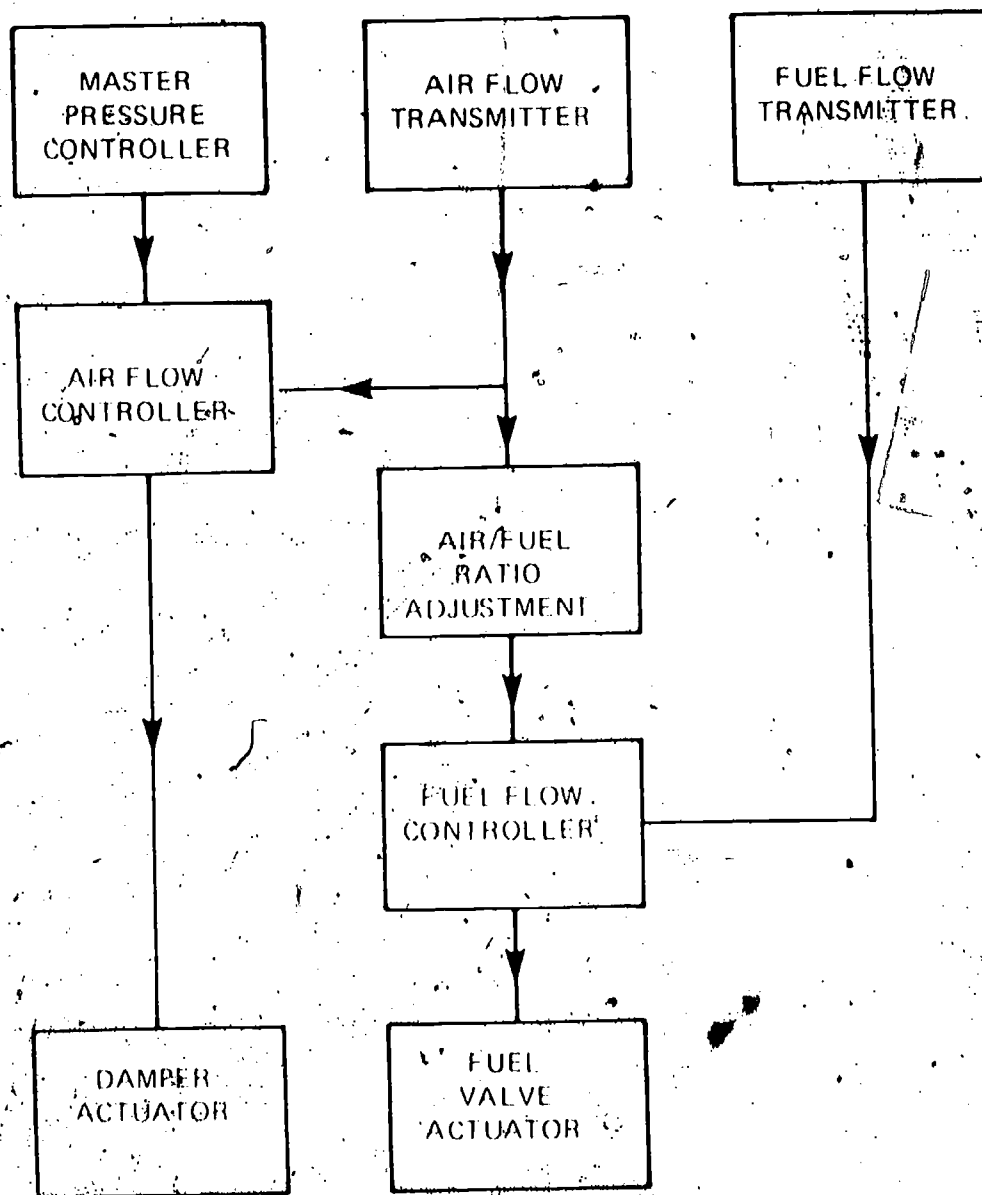 MASTER
PRESSURE
CONTROLLER
AIR FLOW
TRANSMITTER
FUEL FLOW
TRANSMITTER
AIR FLOW
CONTROLLER
AIR/FUEL
RATIO
ADJUSTMENT
FUEL FLOW
CONTROLLER
DAMPER
ACTUATOR
FUEL
VALVE
ACTUATOR